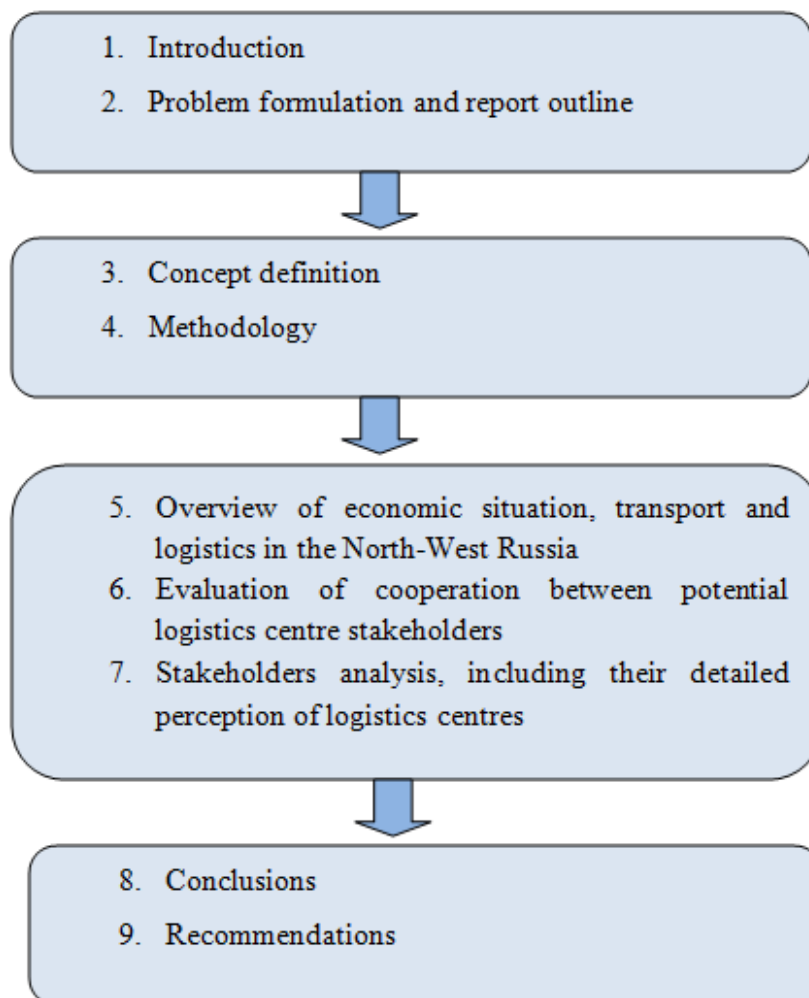 1. Introduction
2. Problem formulation and report outline
3. Concept definition
4. Methodology
5. Overview of economic situation, transport and
logistics in the North-West Russia
6. Evaluation of cooperation between potential
logistics centre stakeholders
7. Stakeholders analysis, including their detailed
perception of logistics centres
8. Conclusions
9. Recommendations